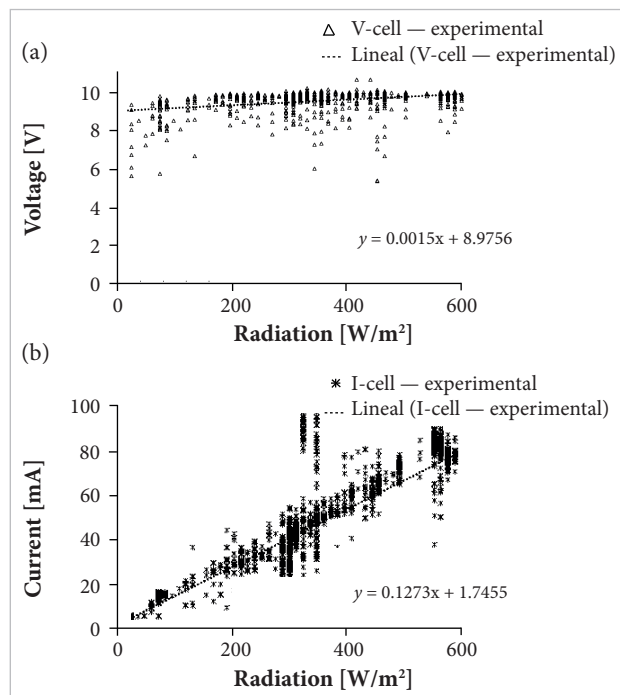 (a)
△ V-cell — experimental
Lineal (V-cell — experimental)
Voltage [V]
10
9
8
6
4
2
0
y = 0.0015x + 8.9756
0 200 400 600
Radiation [W/m²]
(b)
✱ I-cell — experimental
Lineal (I-cell — experimental)
Current [mA]
80
60
40
20
0
y = 0.1273x + 1.7455
0 200 400 600
Radiation [W/m²]